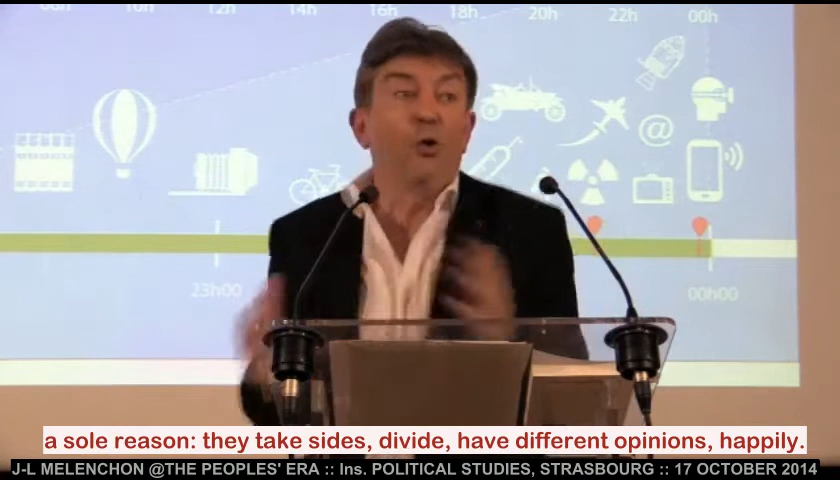 08h
10h
12h
14h
16h
18h
20h
22h
00h
@
23h00
00h00
a sole reason: they take sides, divide, have different opinions, happily.
J-L MELENCHON @THE PEOPLES' ERA :: Ins. POLITICAL STUDIES, STRASBOURG :: 17 OCTOBER 2014